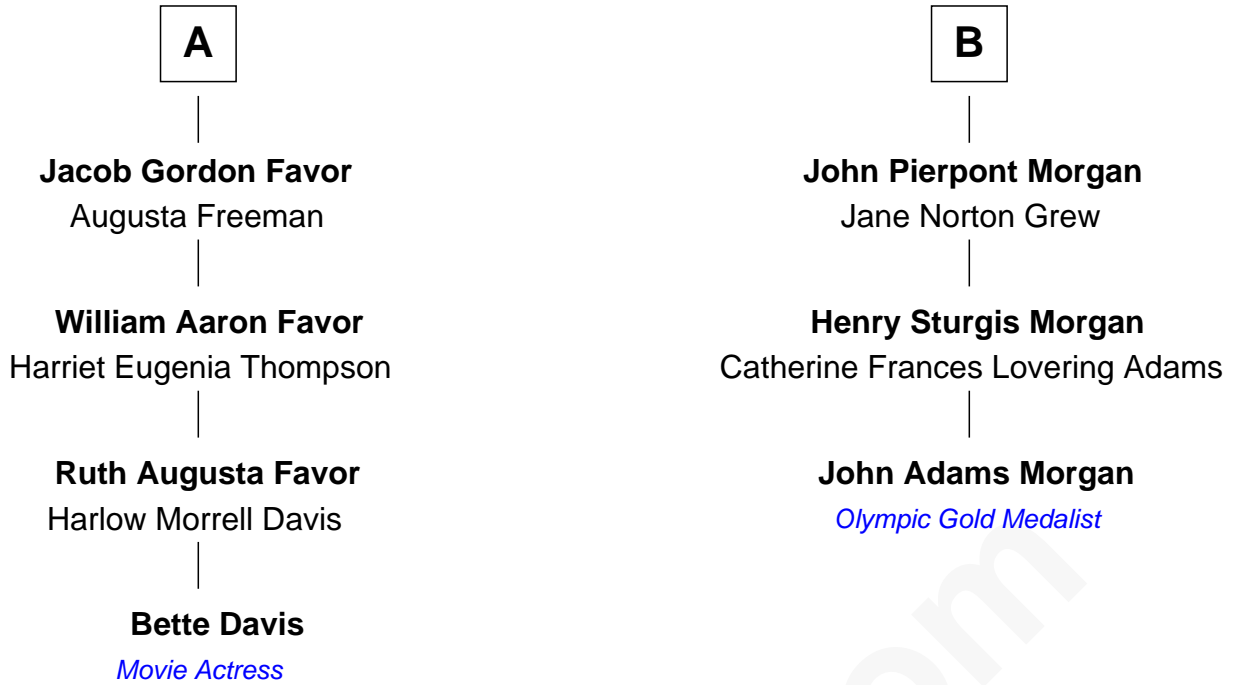 A
Jacob Gordon Favor
Augusta Freeman
William Aaron Favor
Harriet Eugenia Thompson
Ruth Augusta Favor
Harlow Morrell Davis
Bette Davis
Movie Actress
B
John Pierpont Morgan
Jane Norton Grew
Henry Sturgis Morgan
Catherine Frances Lovering Adams
John Adams Morgan
Olympic Gold Medalist
om